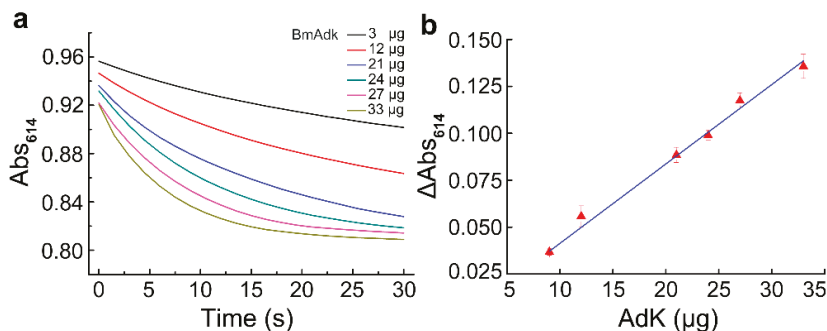 a
BmAdk
3 µg
12 µg
21 µg
24 µg
27 µg
33 µg
0.96
0.92
0.88
0.84
0.80
Abs614
0 5 10 15 20 25 30
Time (s)
b
0.150
0.125
0.100
0.075
0.050
0.025
ΔAbs614
5 10 15 20 25 30 35
AdK (µg)